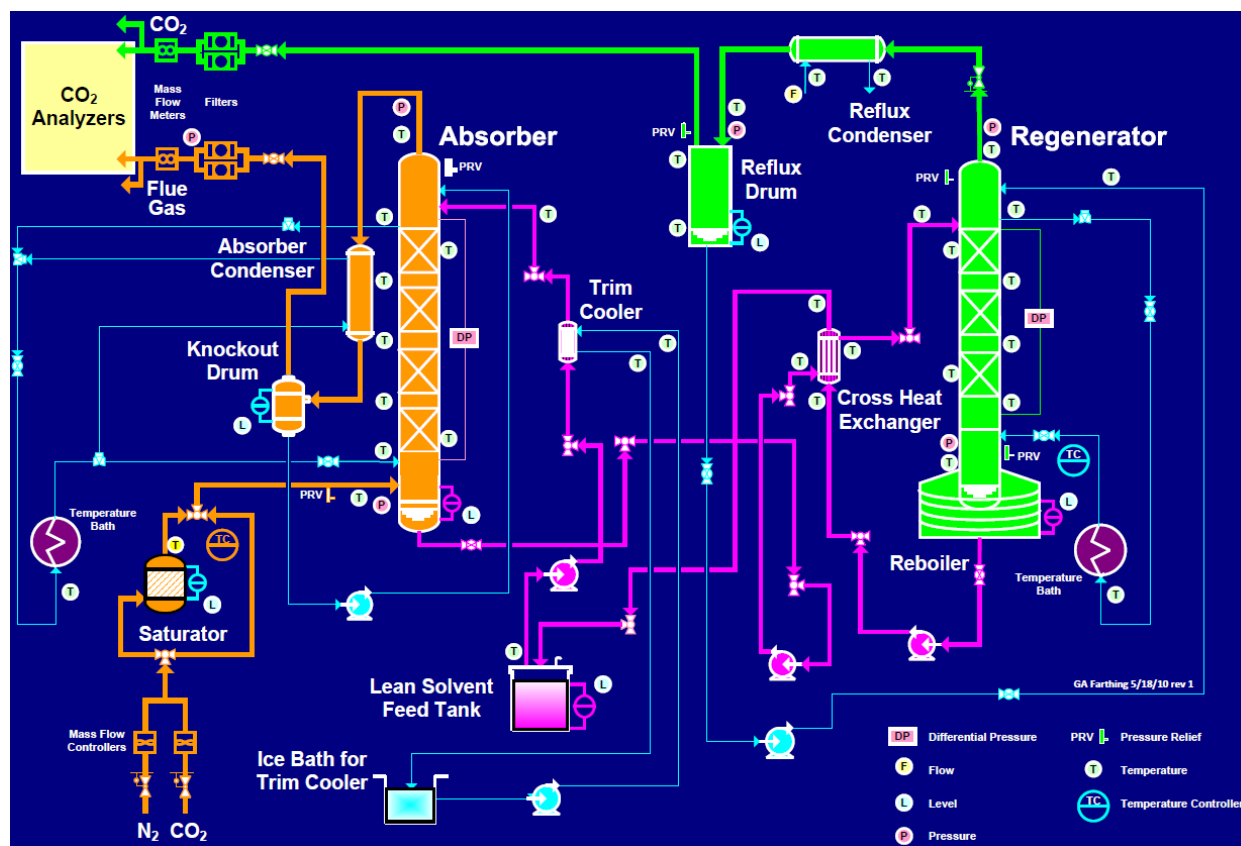 CO2
CO2
Analyzers
Mass
Flow
Meters
Filters
P
Flue
Gas
P
T
Absorber
PRV
T
T
F
T
T
Reflux
Condenser
P
T
Regenerator
PRV
T
P
T
Reflux
Drum
T
L
PRV
T
T
T
T
Absorber
Condenser
T
T
T
T
T
T
T
DP
Knockout
Drum
L
T
T
T
Trim
Cooler
T
T
T
T
T
T
Cross Heat
Exchanger
T
T
T
T
DP
P
T
PRV
TC
L
Reboiler
Temperature
Bath
T
PRV
T
P
L
Temperature
Bath
T
T
TC
L
Saturator
T
Lean Solvent
Feed Tank
L
Mass Flow
Controllers
N2
CO2
Ice Bath for
Trim Cooler
GA Farthing 5/18/10 rev 1
DP Differential Pressure
PRV Pressure Relief
F Flow
T Temperature
L Level
TC Temperature Controller
P Pressure